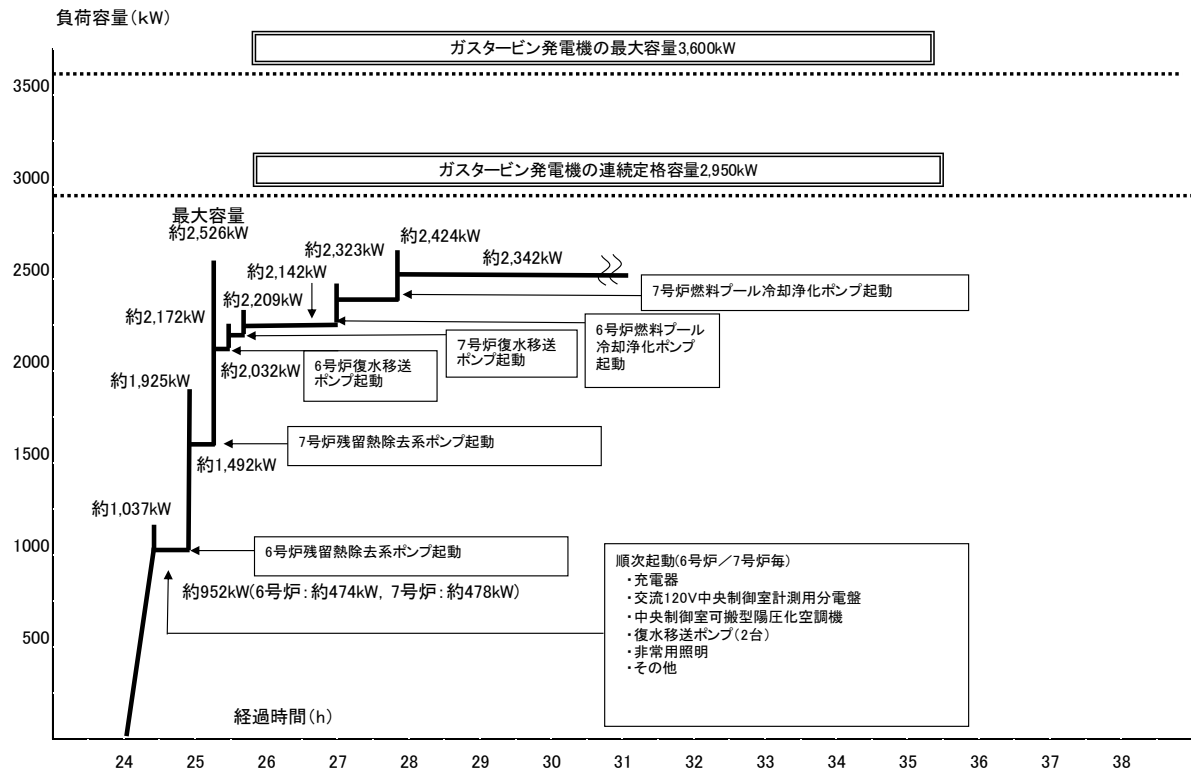 負荷容量(kW)
ガスタービン発電機の最大容量3,600kW
3500
ガスタービン発電機の連続定格容量2,950kW
3000
最大容量
約2,526kW
約2,424kW
約2,323kW
約2,342kW
約2,142kW
2500
7号炉燃料プール冷却浄化ポンプ起動
約2,209kW
約2,172kW
6号炉燃料プール
冷却浄化ポンプ
起動
7号炉復水移送
ポンプ起動
2000
約2,032kW
6号炉復水移送
ポンプ起動
約1,925kW
7号炉残留熱除去系ポンプ起動
1500
約1,492kW
約1,037kW
1000
6号炉残留熱除去系ポンプ起動
約952kW(6号炉:約474kW, 7号炉:約478kW)
順次起動(6号炉/7号炉毎)
・充電器
・交流120V中央制御室計測用分電盤
・中央制御室可搬型陽圧化空調機
・復水移送ポンプ(2台)
・非常用照明
・その他
500
経過時間(h)
24 25 26 27 28 29 30 31 32 33 34 35 36 37 38